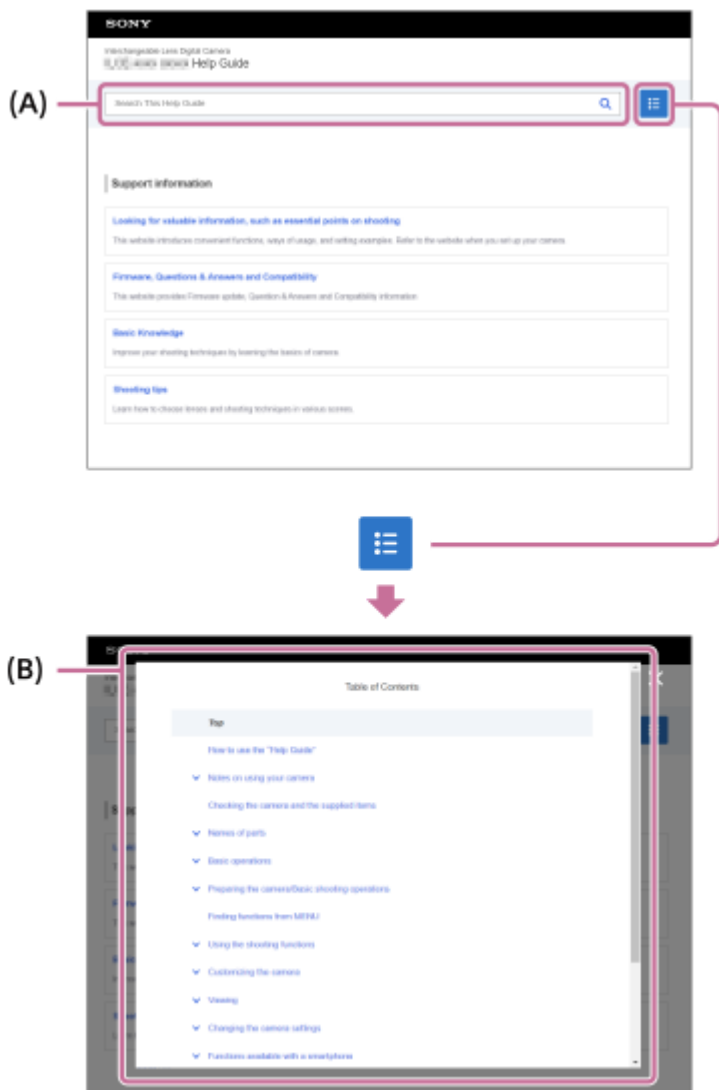 SONY
Interchangeable Lens Digital Camera
Help Guide
(A)
Search This Help Guide
Support information
Looking for valuable information, such as essential points on shooting
This website introduces convenient functions, ways of usage, and setting examples. Refer to the website when you set up your camera.
Firmware, Questions & Answers and Compatibility
This website provides Firmware update, Question & Answers and Compatibility information
Basic Knowledge
Improve your shooting techniques by learning the basics of camera.
Shooting tips
Learn how to choose lenses and shooting techniques in various scenes.
(B)
Table of Contents
Top
How to use the "Help Guide"
Notes on using your camera
Checking the camera and the supplied items
Names of parts
Basic operations
Preparing the camera/Basic shooting operations
Finding functions from MENU
Using the shooting functions
Customizing the camera
Viewing
Changing the camera settings
Functions available with a smartphone